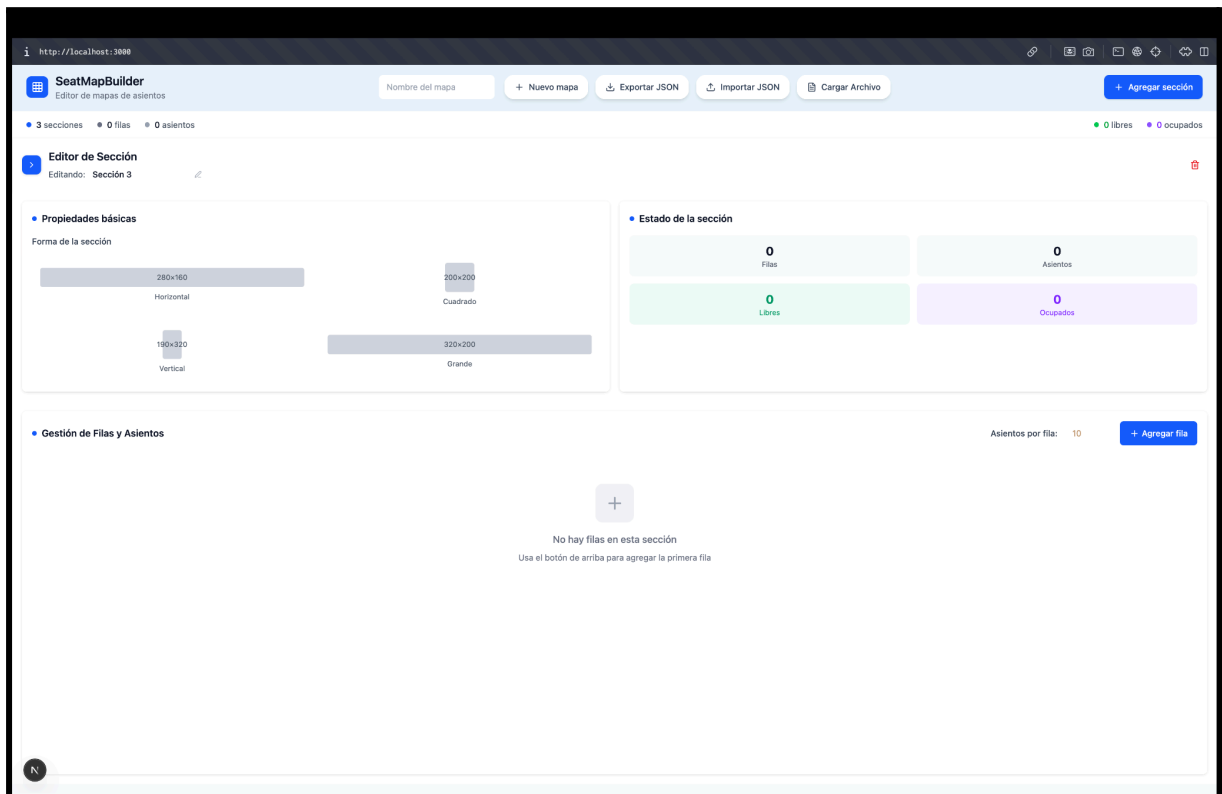 http://localhost:3000
SeatMapBuilder
Editor de mapas de asientos
Nombre del mapa
+ Nuevo mapa
Exportar JSON
Importar JSON
Cargar Archivo
+ Agregar sección
3 secciones
0 filas
0 asientos
0 libres
0 ocupados
Editor de Sección
Editando: Sección 3
Propiedades básicas
Forma de la sección
280×160
Horizontal
200×200
Cuadrado
190×320
Vertical
320×200
Grande
Estado de la sección
0
Filas
0
Asientos
0
Libres
0
Ocupados
Gestión de Filas y Asientos
Asientos por fila: 10
+ Agregar fila
No hay filas en esta sección
Usa el botón de arriba para agregar la primera fila
N